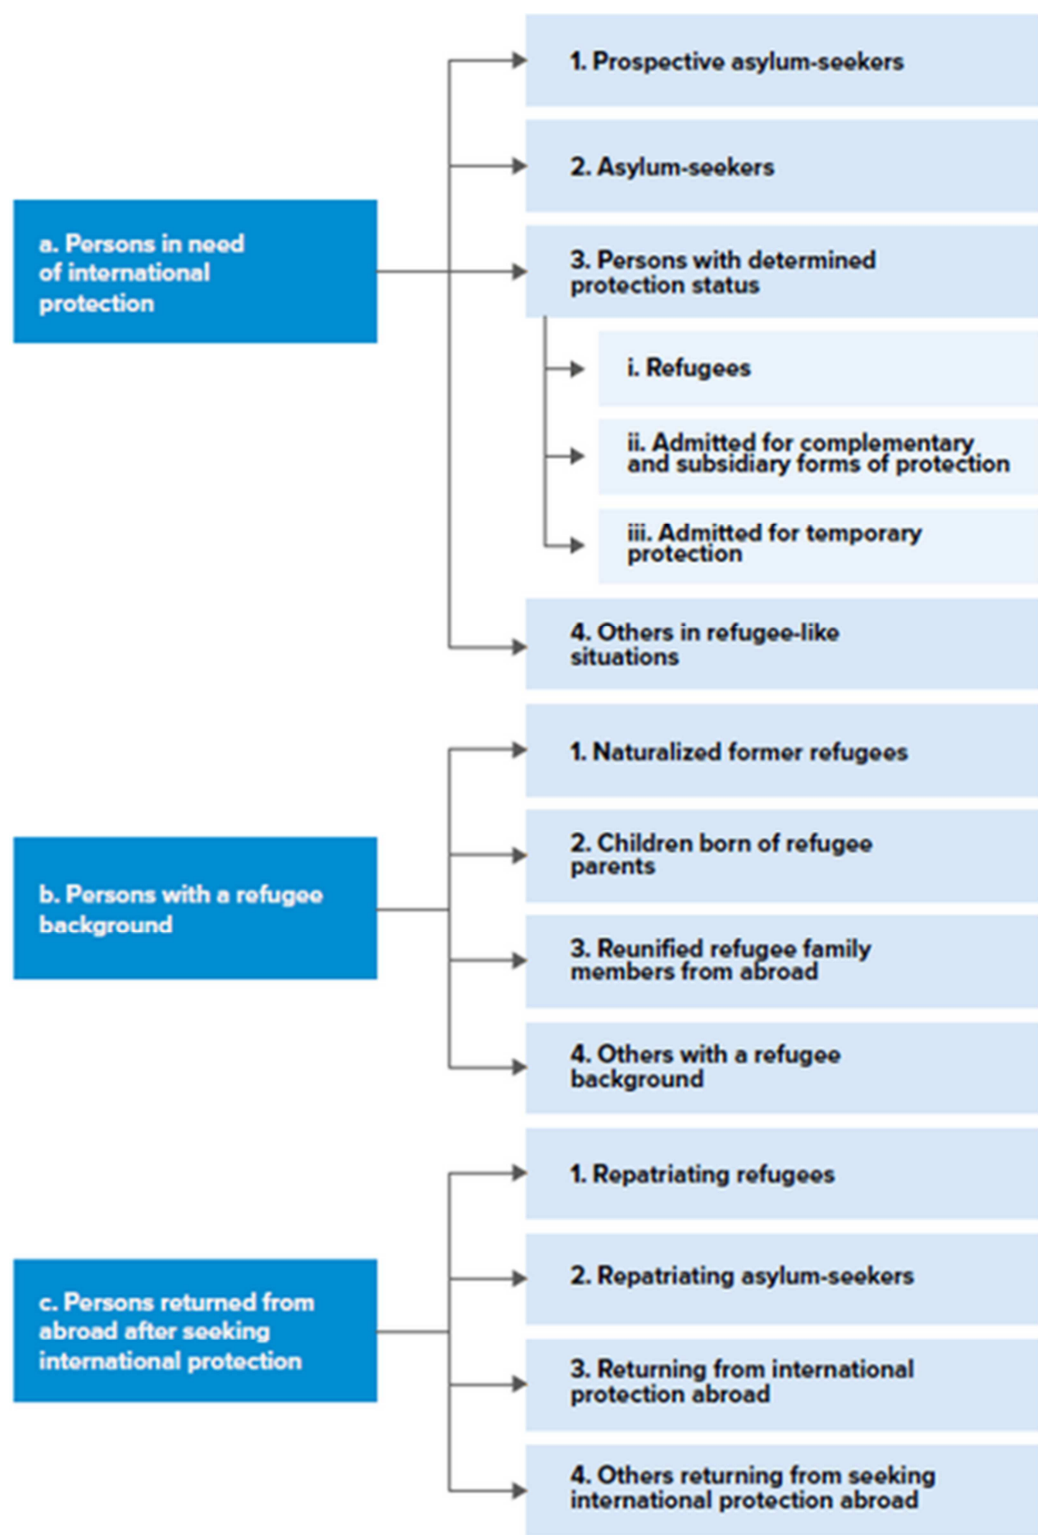 a. Persons in need
of international
protection
1. Prospective asylum-seekers
2. Asylum-seekers
3. Persons with determined
protection status
i. Refugees
ii. Admitted for complementary
and subsidiary forms of protection
iii. Admitted for temporary
protection
4. Others in refugee-like
situations
b. Persons with a refugee
background
1. Naturalized former refugees
2. Children born of refugee
parents
3. Reunified refugee family
members from abroad
4. Others with a refugee
background
c. Persons returned from
abroad after seeking
international protection
1. Repatriating refugees
2. Repatriating asylum-seekers
3. Returning from international
protection abroad
4. Others returning from seeking
international protection abroad